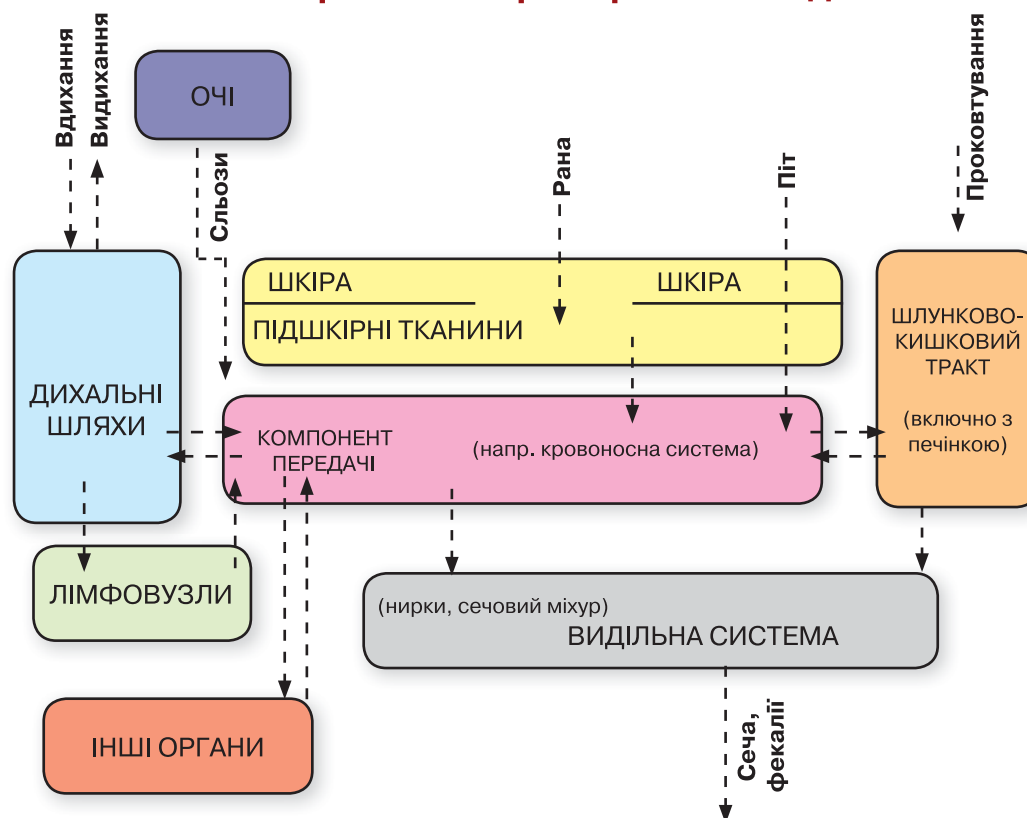 Вдихання
Видихання
ОЧІ
Сльози
Рана
Піт
Проковтування
ШКІРА
ШКІРА
ПІДШКІРНІ ТКАНИНИ
ДИХАЛЬНІ
ШЛЯХИ
ШЛУНКОВО-
КИШКОВИЙ
ТРАКТ
(включно з
печінкою)
КОМПОНЕНТ
ПЕРЕДАЧІ
(напр. кровоносна система)
ЛІМФОВУЗЛИ
(нирки, сечовий міхур)
ВИДІЛЬНА СИСТЕМА
ІНШІ ОРГАНИ
Сеча,
фекалії